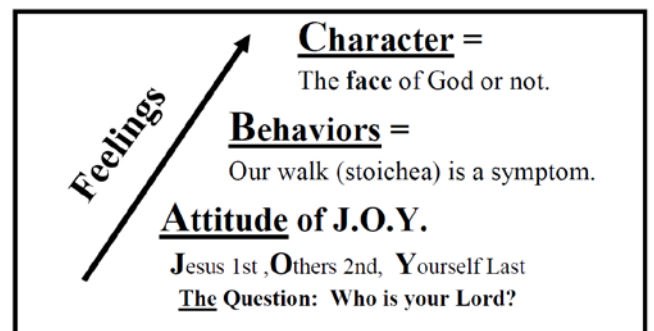 Character =
The face of God or not.
Feelings
Behaviors =
Our walk (stoichea) is a symptom.
Attitude of J.O.Y.
Jesus 1st ,Others 2nd, Yourself Last
The Question: Who is your Lord?